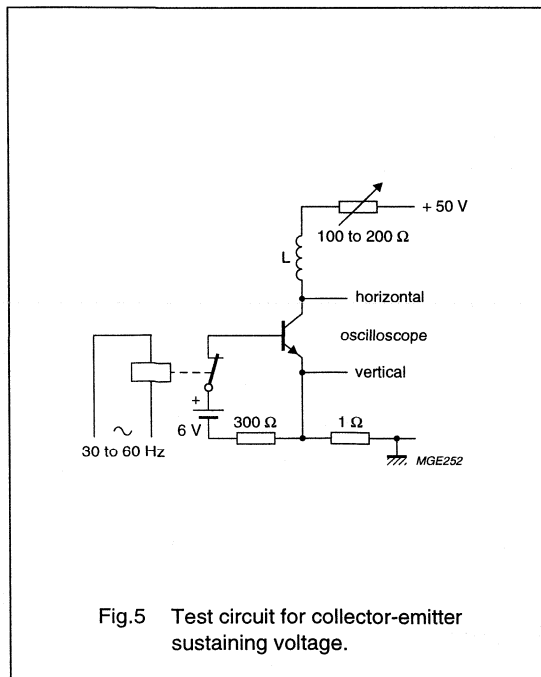 + 50 V
100 to 200 Ω
L
horizontal
oscilloscope
vertical
+
6 V
300 Ω
1 Ω
30 to 60 Hz
MGE252
Fig.5 Test circuit for collector-emitter
sustaining voltage.